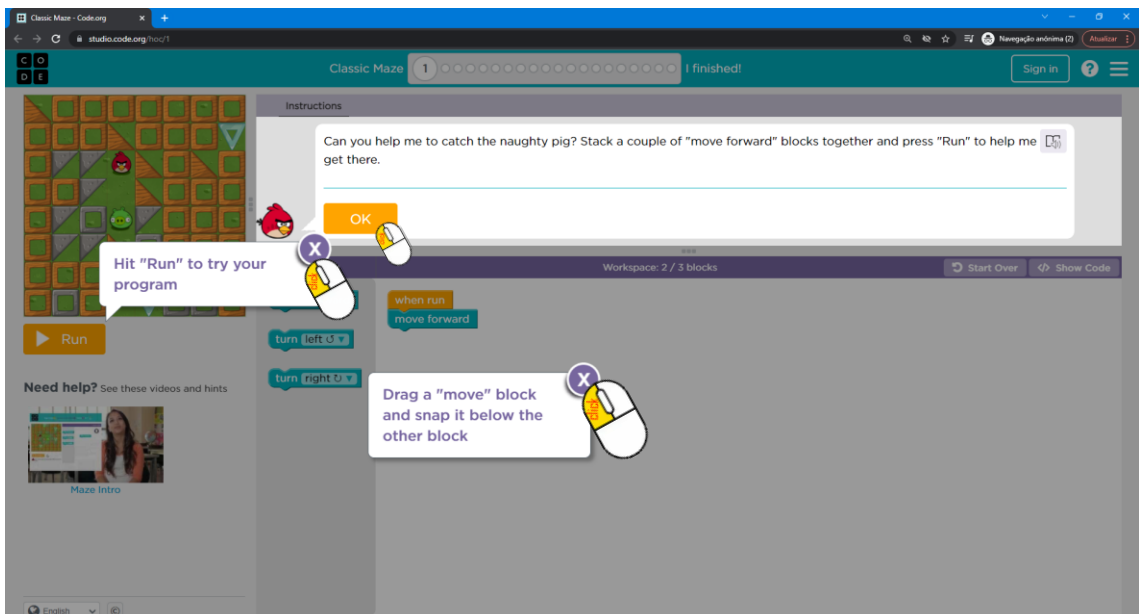 Classic Maze - Code.org
studio.code.org/hoc/1
Navegação anónima (2)
Atualizar
C O
D E
Classic Maze
1
I finished!
Sign in
?
Instructions
Can you help me to catch the naughty pig? Stack a couple of "move forward" blocks together and press "Run" to help me
get there.
OK
click
X
Hit "Run" to try your
program
click
Workspace: 2 / 3 blocks
Start Over
</> Show Code
when run
move forward
Run
turn left ↺ ▼
turn right ↻ ▼
Need help? See these videos and hints
X
Drag a "move" block
and snap it below the
other block
click
Maze Intro
English
©